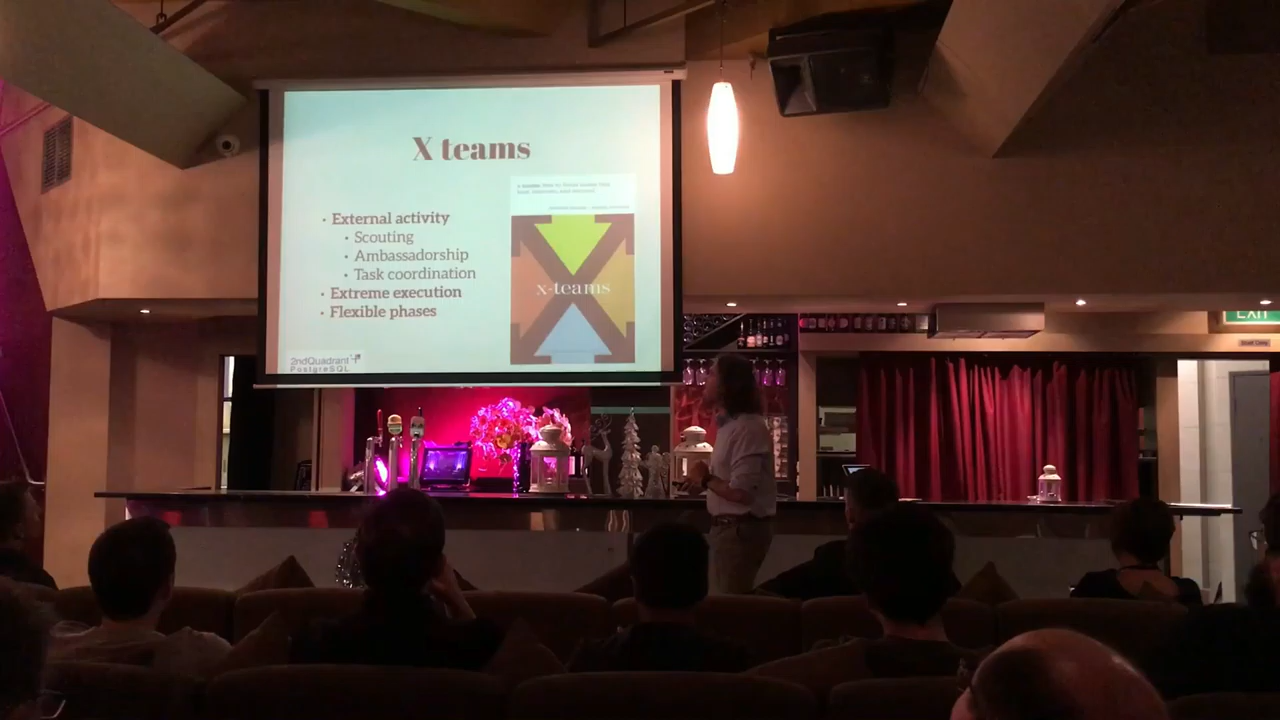 X teams
• External activity
• Scouting
• Ambassadorship
• Task coordination
• Extreme execution
• Flexible phases
x-teams
2ndQuadrant
PostgreSQL
EXIT